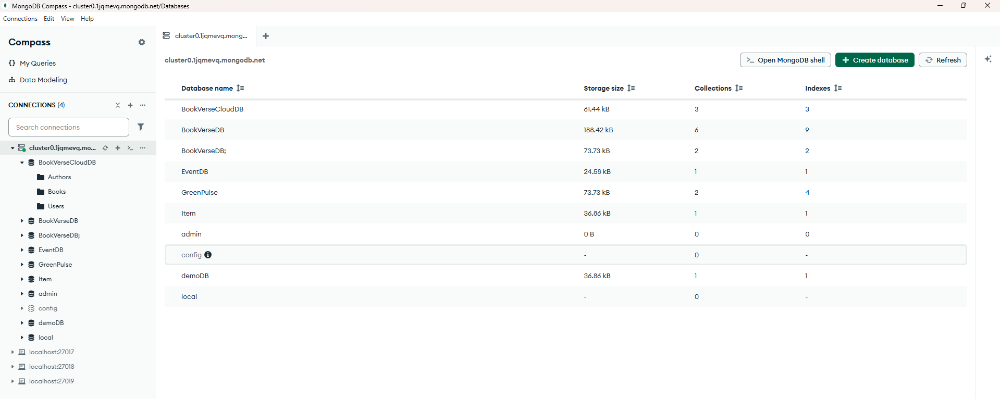 MongoDB Compass - cluster0.1jqmevq.mongodb.net/Databases
Connections Edit View Help
Compass
My Queries
Data Modeling
CONNECTIONS (4)
Search connections
cluster0.1jqmevq.mo...
BookVerseCloudDB
Authors
Books
Users
BookVerseDB
BookVerseDB;
EventDB
GreenPulse
Item
admin
config
demoDB
local
localhost:27017
localhost:27018
localhost:27019
cluster0.1jqmevq.mong...
cluster0.1jqmevq.mongodb.net
Open MongoDB shell Create database Refresh
Database name Storage size Collections Indexes
BookVerseCloudDB 61.44 kB 3 3
BookVerseDB 188.42 kB 6 9
BookVerseDB; 73.73 kB 2 2
EventDB 24.58 kB 1 1
GreenPulse 73.73 kB 2 4
Item 36.86 kB 1 1
admin 0 B 0 0
config - 0 -
demoDB 36.86 kB 1 1
local - 0 -